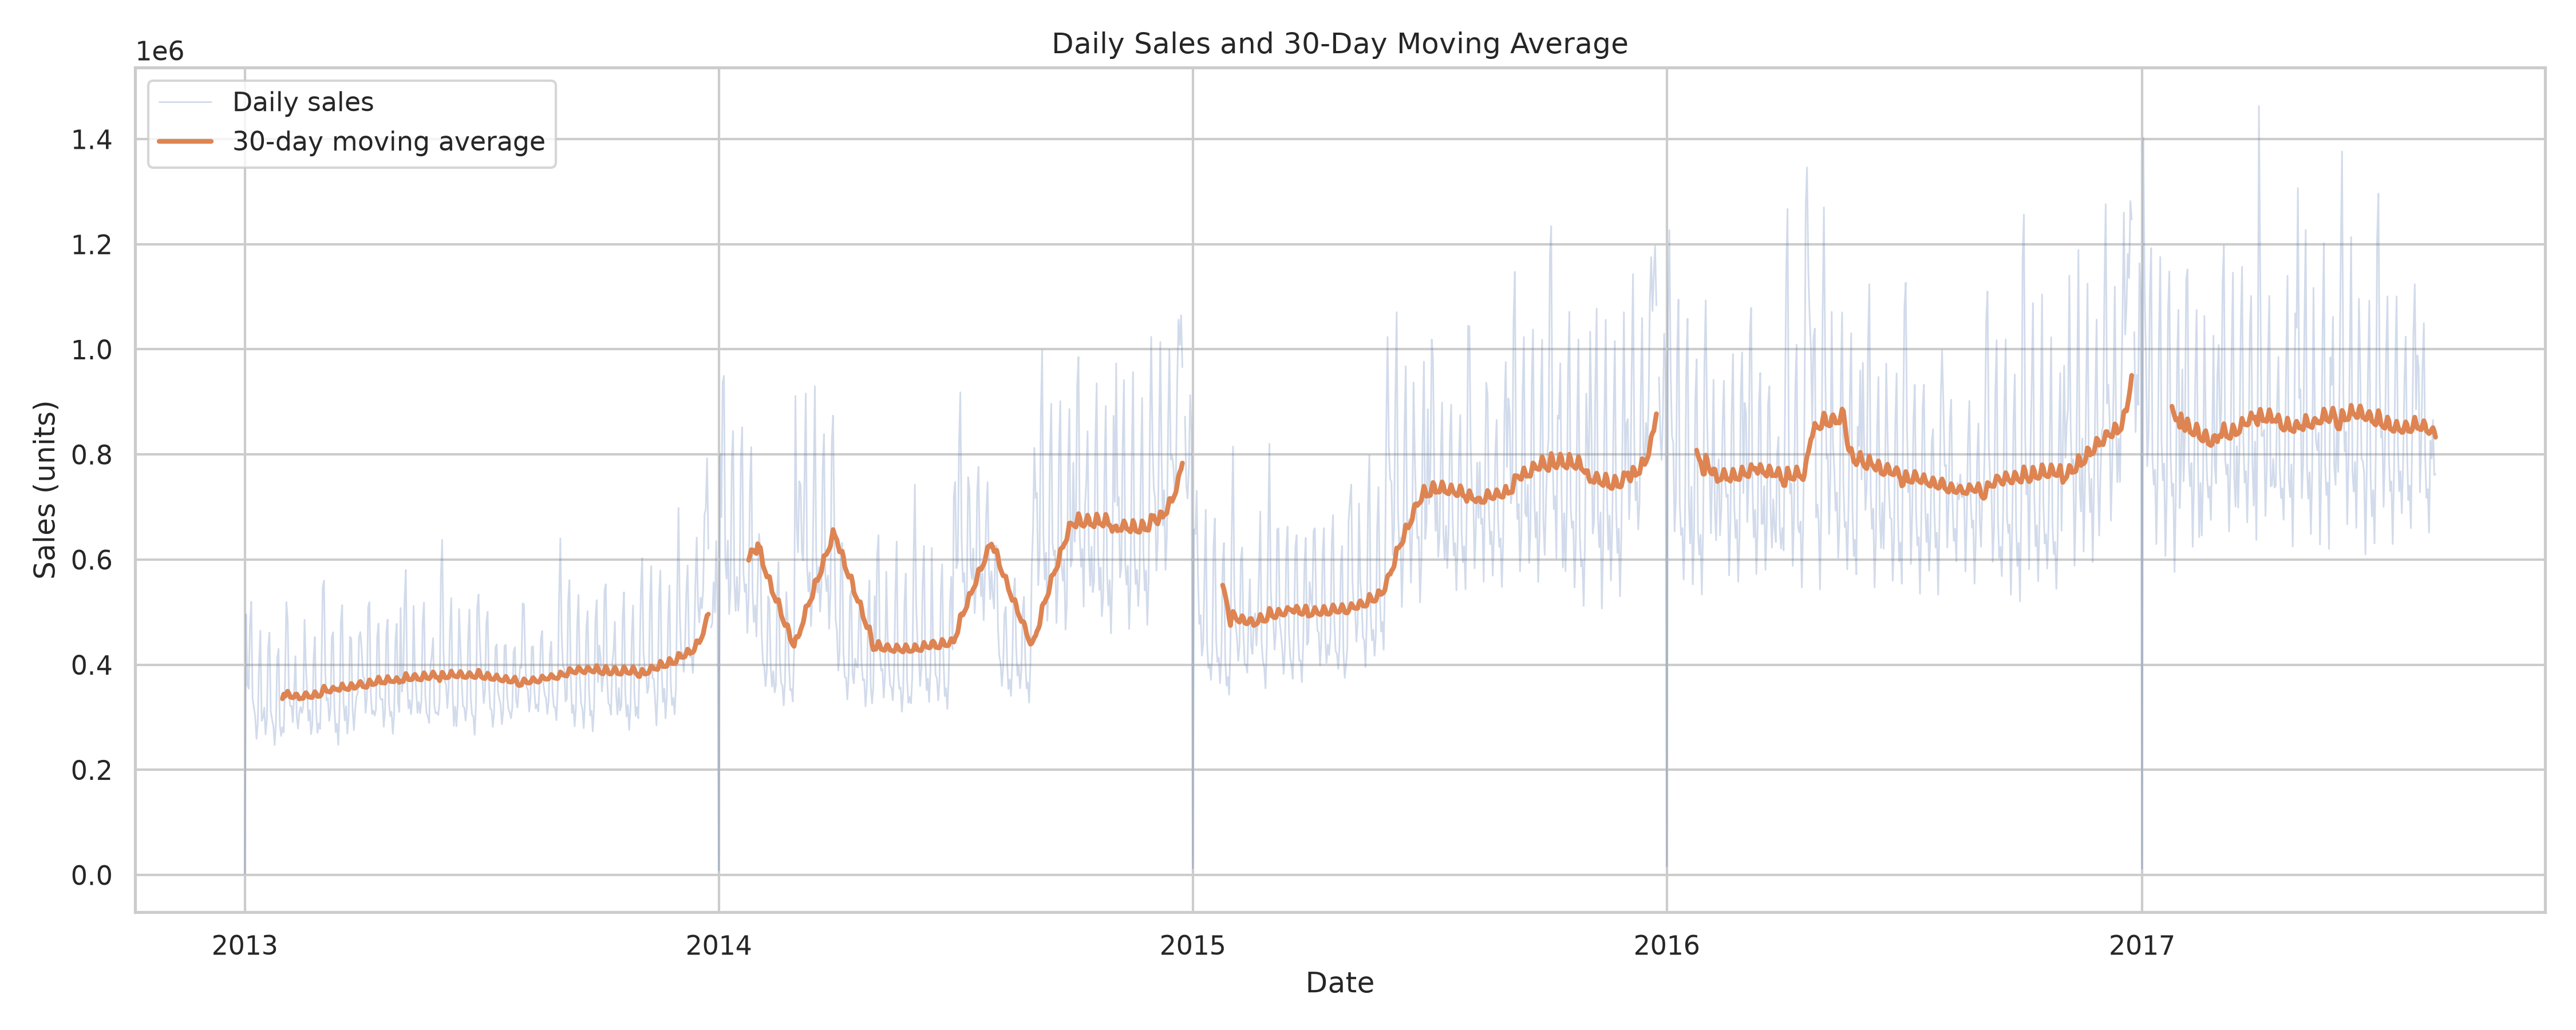 Daily Sales and 30-Day Moving Average
1e6
Daily sales
30-day moving average
1.4
1.2
1.0
0.8
0.6
0.4
0.2
0.0
Sales (units)
2013 2014 2015 2016 2017
Date